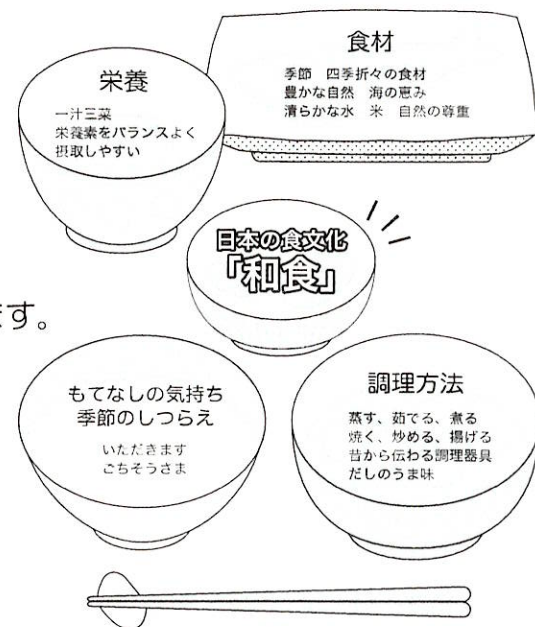 栄養
一汁三菜
栄養素をバランスよく
摂取しやすい
食材
季節 四季折々の食材
豊かな自然 海の恵み
清らかな水 米 自然の尊重
日本の食文化
「和食」
ます。
もてなしの気持ち
季節のしつらえ
いただきます
ごちそうさま
調理方法
蒸す、茹でる、煮る
焼く、炒める、揚げる
昔から伝わる調理器具
だしのうま味